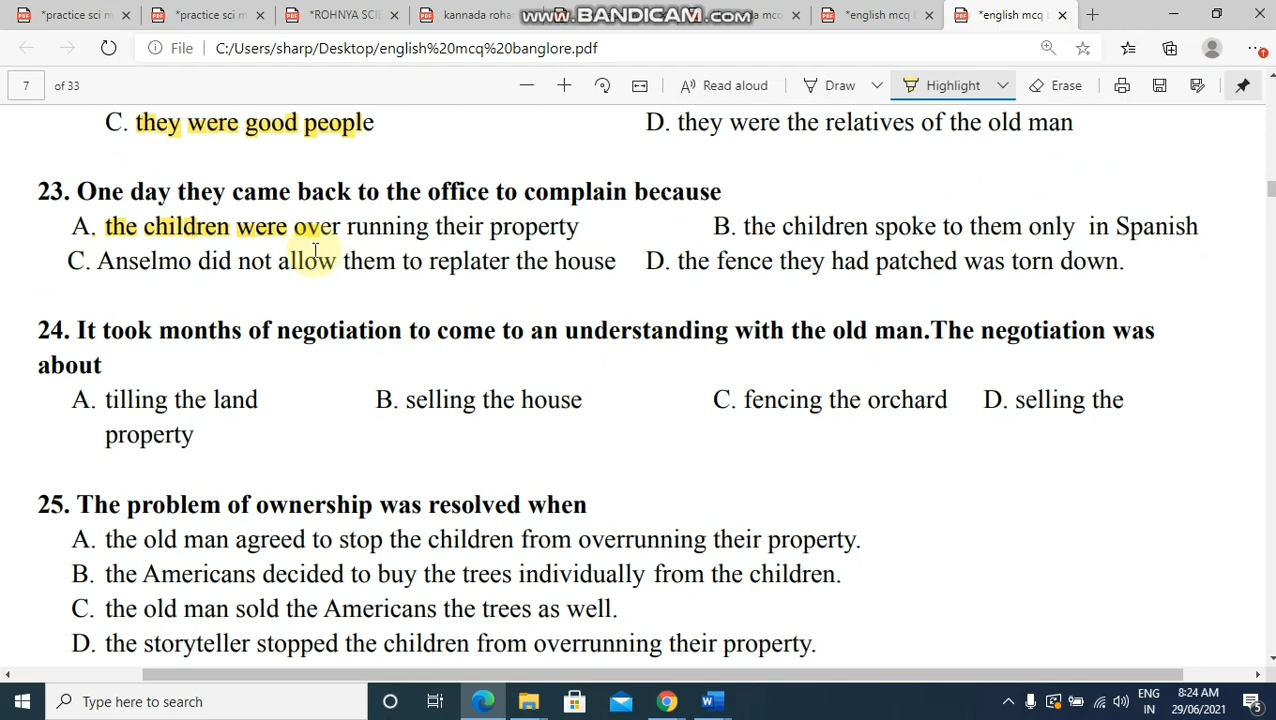 *practice sci m
*practice sci m
*ROHNYA SCIE
kannada roha
www.BANDICAM.com
a mcc
*english mcq
*english mcq
File
C:/Users/sharp/Desktop/english%20mcq%20banglore.pdf
7 of 33
Read aloud
Draw
Highlight
Erase
C. they were good people D. they were the relatives of the old man
23. One day they came back to the office to complain because
A. the children were over running their property B. the children spoke to them only in Spanish
C. Anselmo did not allow them to replater the house D. the fence they had patched was torn down.
24. It took months of negotiation to come to an understanding with the old man.The negotiation was
about
A. tilling the land B. selling the house C. fencing the orchard D. selling the
property
25. The problem of ownership was resolved when
A. the old man agreed to stop the children from overrunning their property.
B. the Americans decided to buy the trees individually from the children.
C. the old man sold the Americans the trees as well.
D. the storyteller stopped the children from overrunning their property.
Type here to search
ENG 8:24 AM
IN 29/06/2021
5